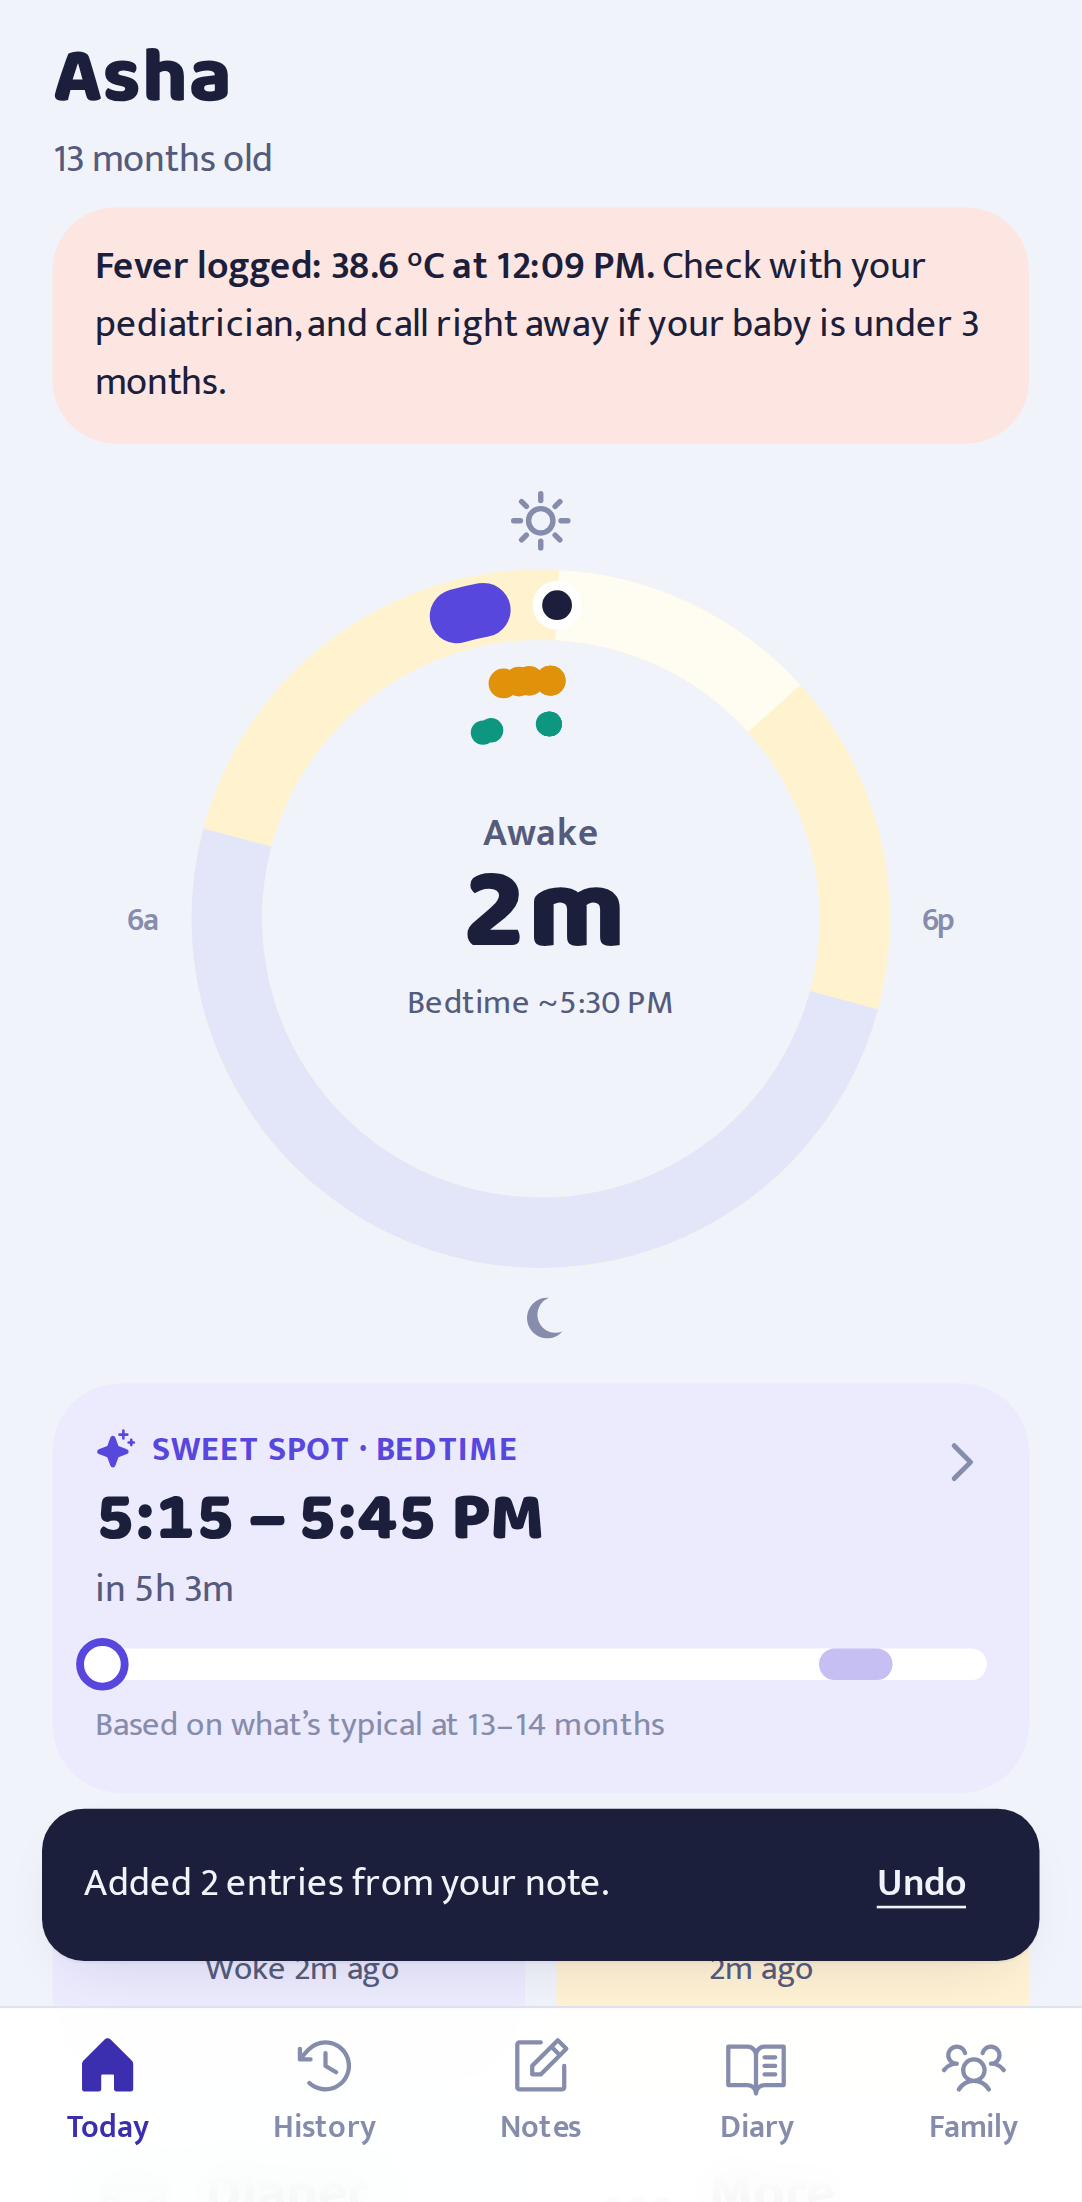 Asha
13 months old
Fever logged: 38.6 °C at 12:09 PM. Check with your
pediatrician, and call right away if your baby is under 3
months.
6a
6p
Awake
2m
Bedtime ~5:30 PM
SWEET SPOT · BEDTIME
5:15 – 5:45 PM
in 5h 3m
Based on what’s typical at 13–14 months
Added 2 entries from your note.
Undo
Woke 2m ago
2m ago
Today
History
Notes
Diary
Family
Diaper
More